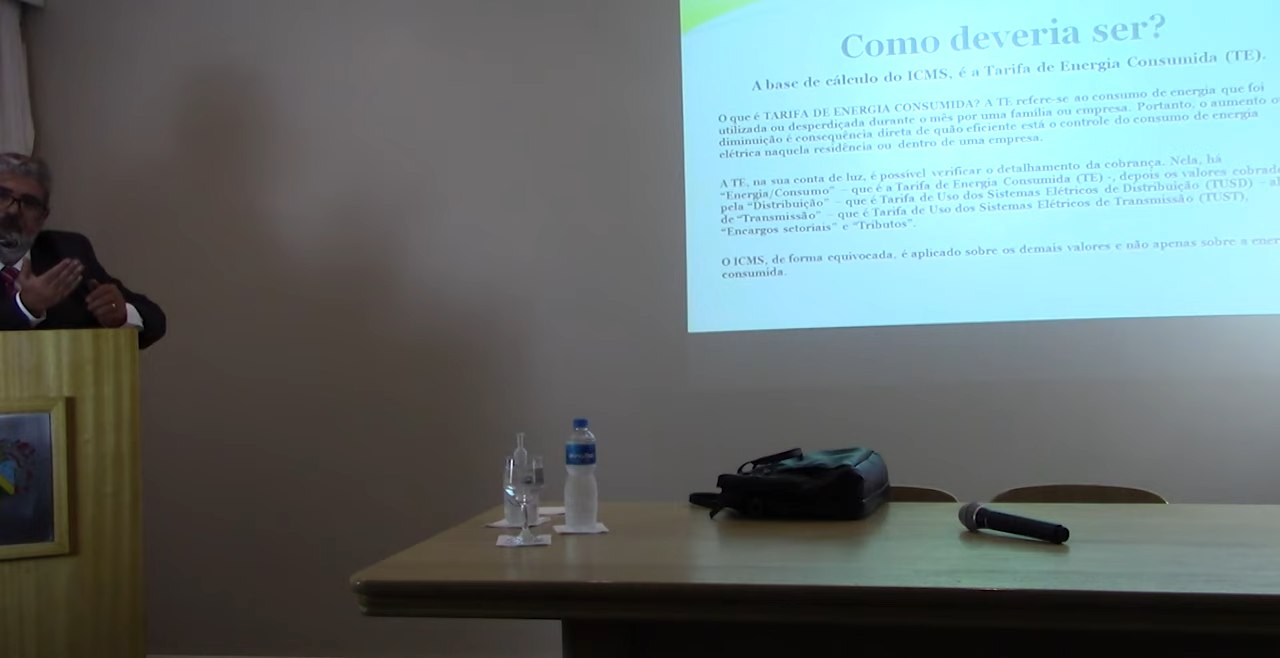 Como deveria ser?
A base de cálculo do ICMS, é a Tarifa de Energia Consumida (TE).
O que é TARIFA DE ENERGIA CONSUMIDA? A TE refere-se ao consumo de energia que foi
utilizada ou desperdiçada durante o mês por uma família ou empresa. Portanto, o aumento
diminuição é consequência direta de quão eficiente está o controle do consumo de energia
elétrica naquela residência ou dentro de uma empresa.
A TE, na sua conta de luz, é possível verificar o detalhamento da cobrança. Nela, há
“Energia/Consumo” – que é a Tarifa de Energia Consumida (TE) -, depois os valores
pela “Distribuição” – que é Tarifa de Uso dos Sistemas Elétricos de Distribuição (TUSD) –
de “Transmissão” – que é Tarifa de Uso dos Sistemas Elétricos de Transmissão (TUST),
“Encargos setoriais” e “Tributos”.
O ICMS, de forma equivocada, é aplicado sobre os demais valores e não apenas sobre a
consumida.